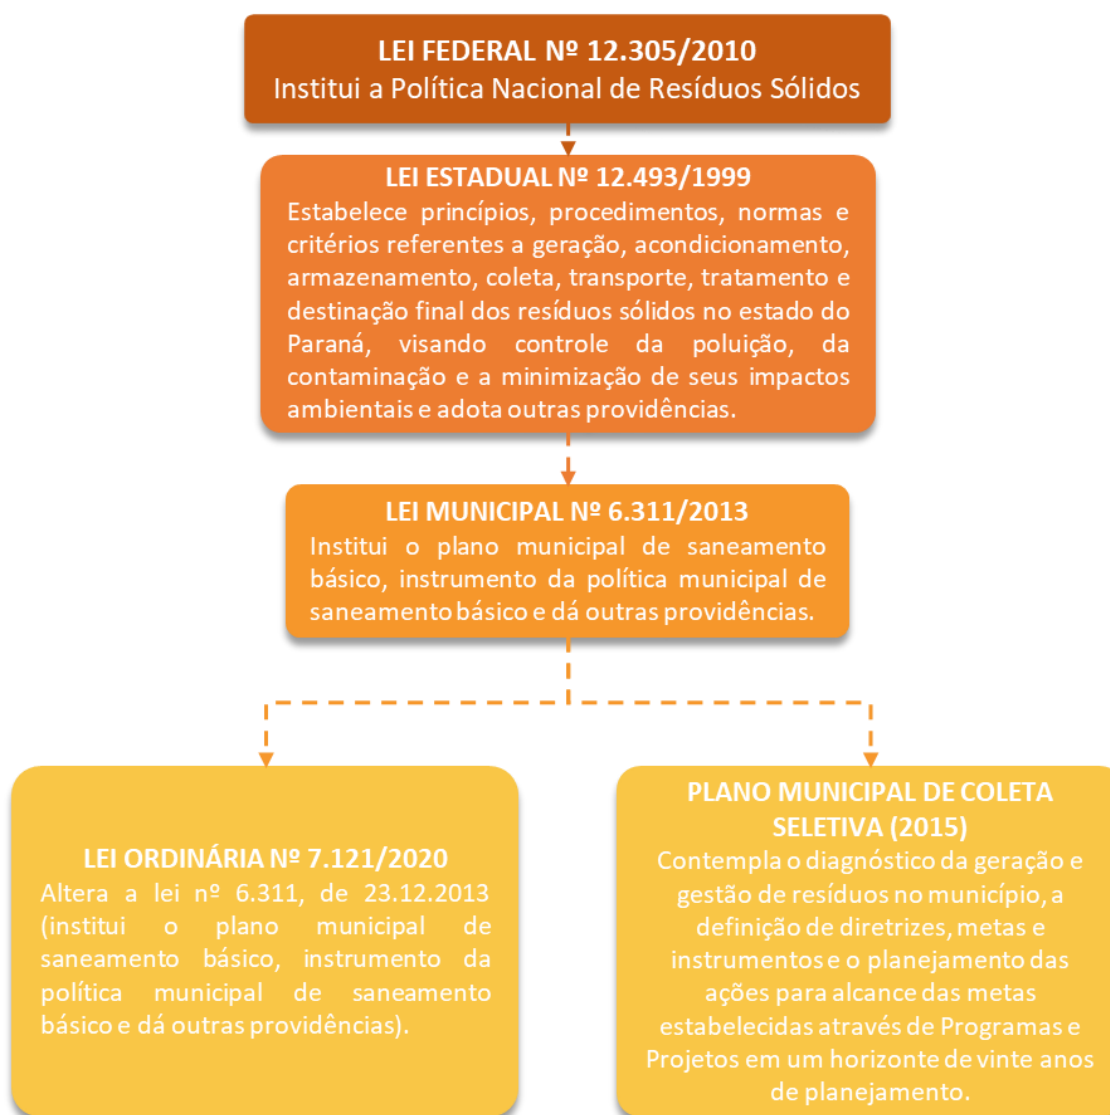 LEI FEDERAL Nº 12.305/2010
Institui a Política Nacional de Resíduos Sólidos
LEI ESTADUAL Nº 12.493/1999
Estabelece princípios, procedimentos, normas e
critérios referentes a geração, acondicionamento,
armazenamento, coleta, transporte, tratamento e
destinação final dos resíduos sólidos no estado do
Paraná, visando controle da poluição, da
contaminação e a minimização de seus impactos
ambientais e adota outras providências.
LEI MUNICIPAL Nº 6.311/2013
Institui o plano municipal de saneamento
básico, instrumento da política municipal de
saneamento básico e dá outras providências.
LEI ORDINÁRIA Nº 7.121/2020
Altera a lei nº 6.311, de 23.12.2013
(institui o plano municipal de
saneamento básico, instrumento da
política municipal de saneamento
básico e dá outras providências).
PLANO MUNICIPAL DE COLETA
SELETIVA (2015)
Contempla o diagnóstico da geração e
gestão de resíduos no município, a
definição de diretrizes, metas e
instrumentos e o planejamento das
ações para alcance das metas
estabelecidas através de Programas e
Projetos em um horizonte de vinte anos
de planejamento.